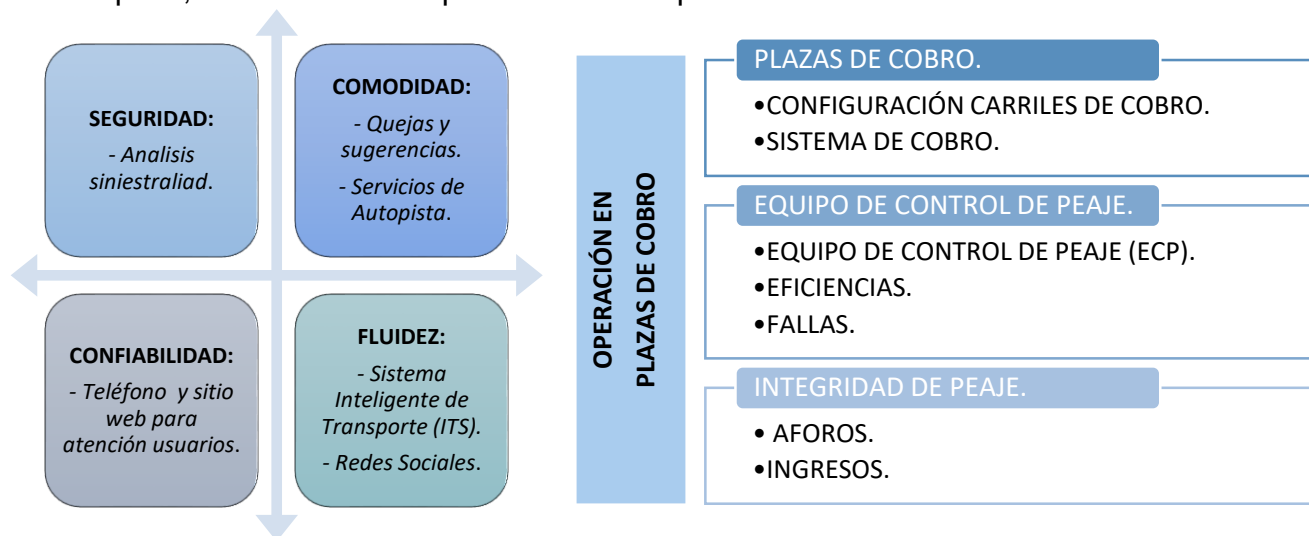 SEGURIDAD:
- Analisis
siniestraliad.
COMODIDAD:
- Quejas y
sugerencias.
- Servicios de
Autopista.
CONFIABILIDAD:
- Teléfono y sitio
web para
atención usuarios.
FLUIDEZ:
- Sistema
Inteligente de
Transporte (ITS).
- Redes Sociales.
OPERACIÓN EN
PLAZAS DE COBRO
PLAZAS DE COBRO.
•CONFIGURACIÓN CARRILES DE COBRO.
•SISTEMA DE COBRO.
EQUIPO DE CONTROL DE PEAJE.
•EQUIPO DE CONTROL DE PEAJE (ECP).
•EFICIENCIAS.
•FALLAS.
INTEGRIDAD DE PEAJE.
• AFOROS.
•INGRESOS.